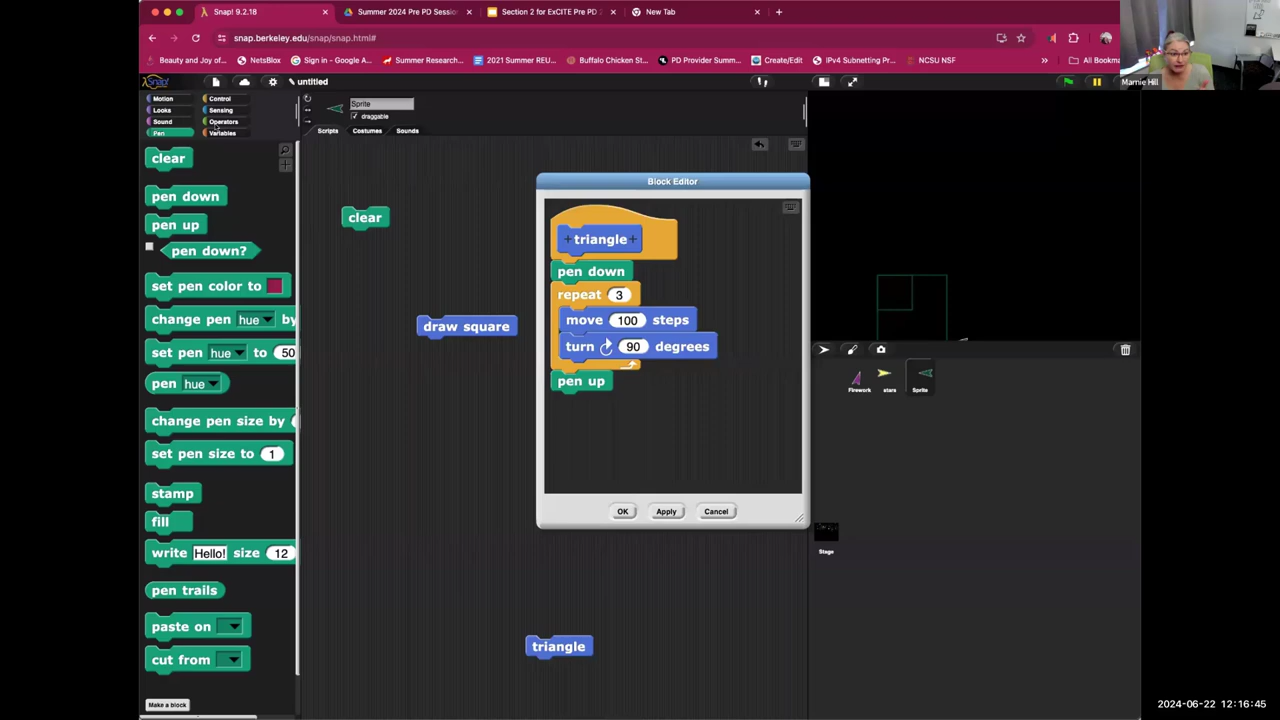 Snap! 9.2.18
Summer 2024 Pre PD Sessi
Section 2 for ExCITE Pre PD 2
New Tab
snap.berkeley.edu/snap/snap.html#
Beauty and Joy of...
NetsBlox
Sign in - Google A...
Summer Research...
2021 Summer REU...
Buffalo Chicken St...
PD Provider Summ...
Create/Edit
IPv4 Subnetting Pr...
NCSU NSF
All Bookma
Marnie Hill
Snap!
untitled
Motion
Control
Looks
Sensing
Sound
Operators
Pen
Variables
Sprite
draggable
Scripts
Costumes
Sounds
clear
pen down
pen up
pen down?
set pen color to
change pen hue by
set pen hue to 50
pen hue
change pen size by
set pen size to 1
stamp
fill
write Hello! size 12
pen trails
paste on
cut from
Make a block
clear
draw square
triangle
Block Editor
+ triangle +
pen down
repeat 3
move 100 steps
turn 90 degrees
pen up
OK
Apply
Cancel
Firework
stars
Sprite
Stage
2024-06-22 12:16:45